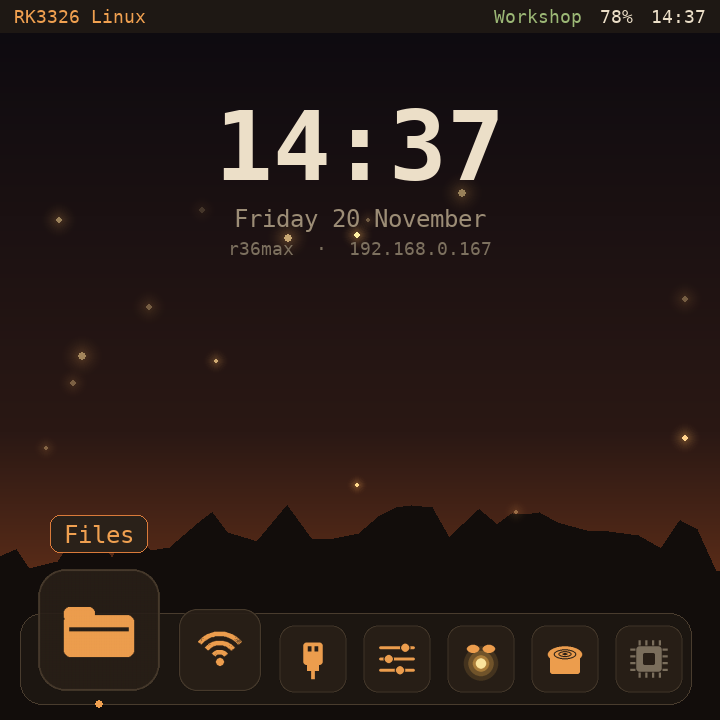 RK3326 Linux
Workshop 78% 14:37
14:37
Friday 20 November
r36max · 192.168.0.167
Files